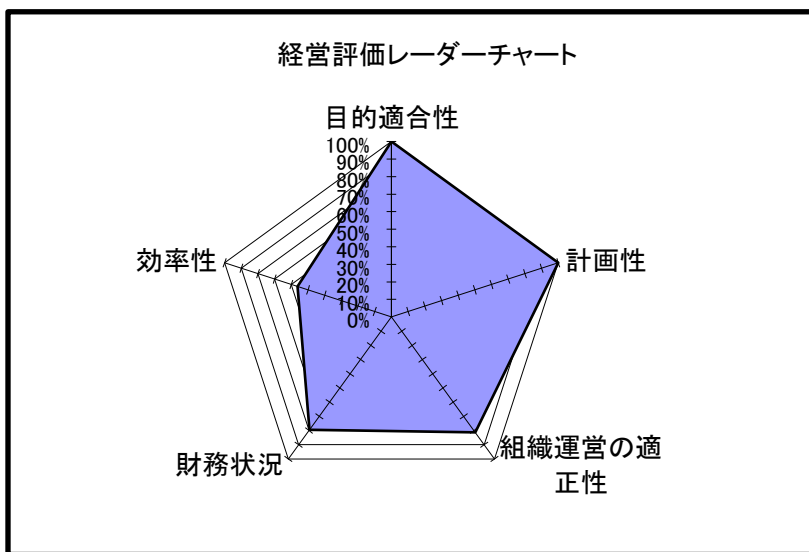 経営評価レーダーチャート
目的適合性
100%
90%
80%
70%
60%
50%
40%
30%
20%
10%
0%
効率性
計画性
財務状況
組織運営の適
正性